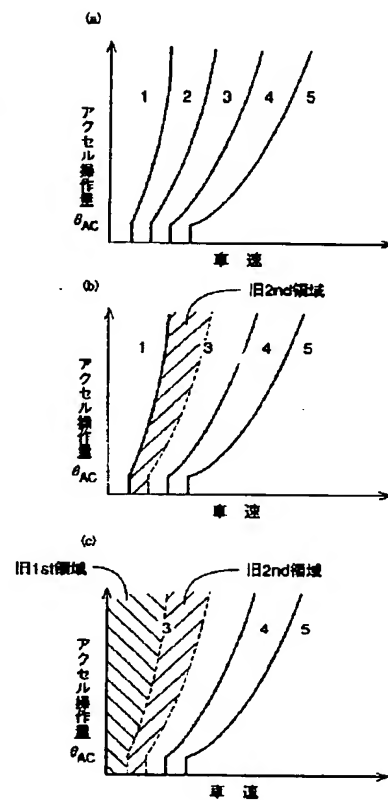 (a)
1 2 3 4 5
アクセル操作量
θAC
車速
(b)
旧2nd領域
1 3 4 5
アクセル操作量
θAC
車速
(c)
旧1st領域 旧2nd領域
3 4 5
アクセル操作量
θAC
車速